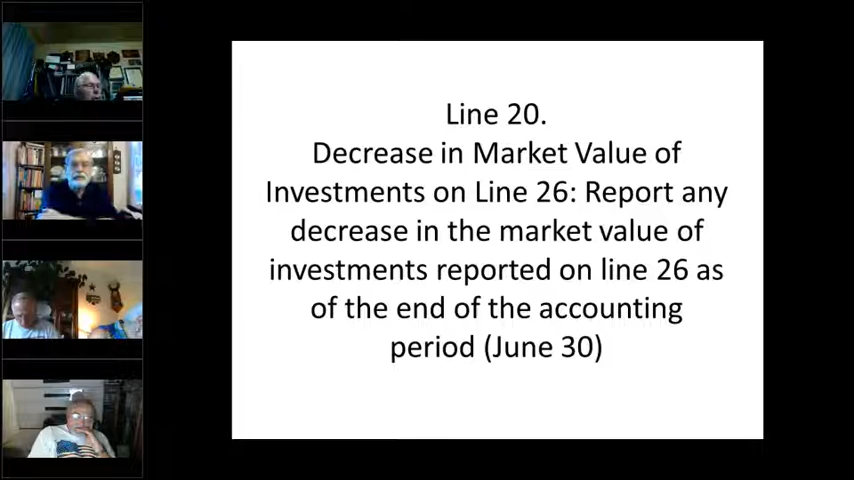 Line 20.
Decrease in Market Value of
Investments on Line 26: Report any
decrease in the market value of
investments reported on line 26 as
of the end of the accounting
period (June 30)